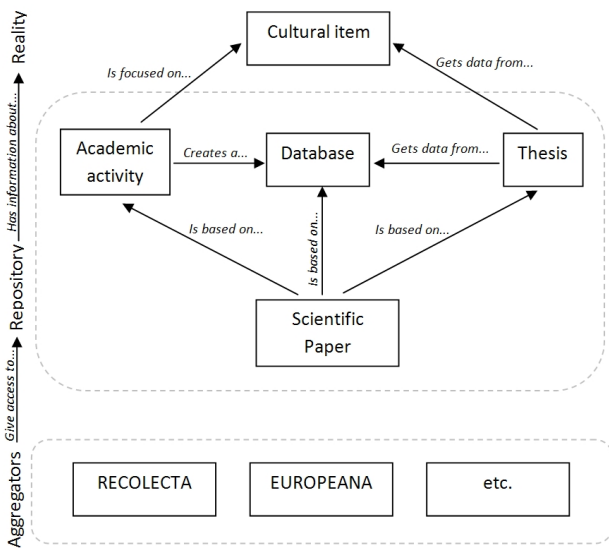 Cultural item
Is focused on...
Gets data from...
Academic
activity
Creates a...
Database
Gets data from...
Thesis
Is based on...
Is based on...
Is based on...
Scientific
Paper
RECOLECTA
EUROPEANA
etc.
Reality
Has information about...
Repository
Give access to...
Aggregators